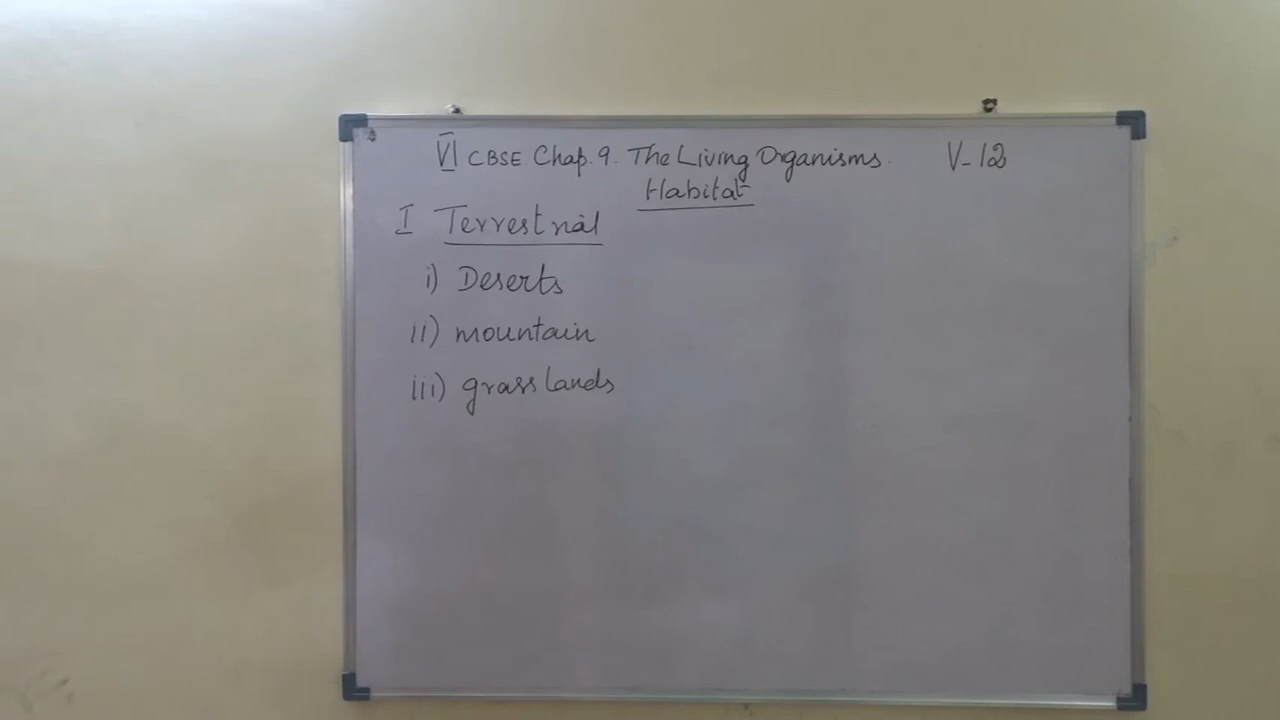 VI CBSE Chap. 9. The Living Organisms. V-12
Habitat
I Terrestrial
i) Deserts
ii) mountain
iii) grass lands